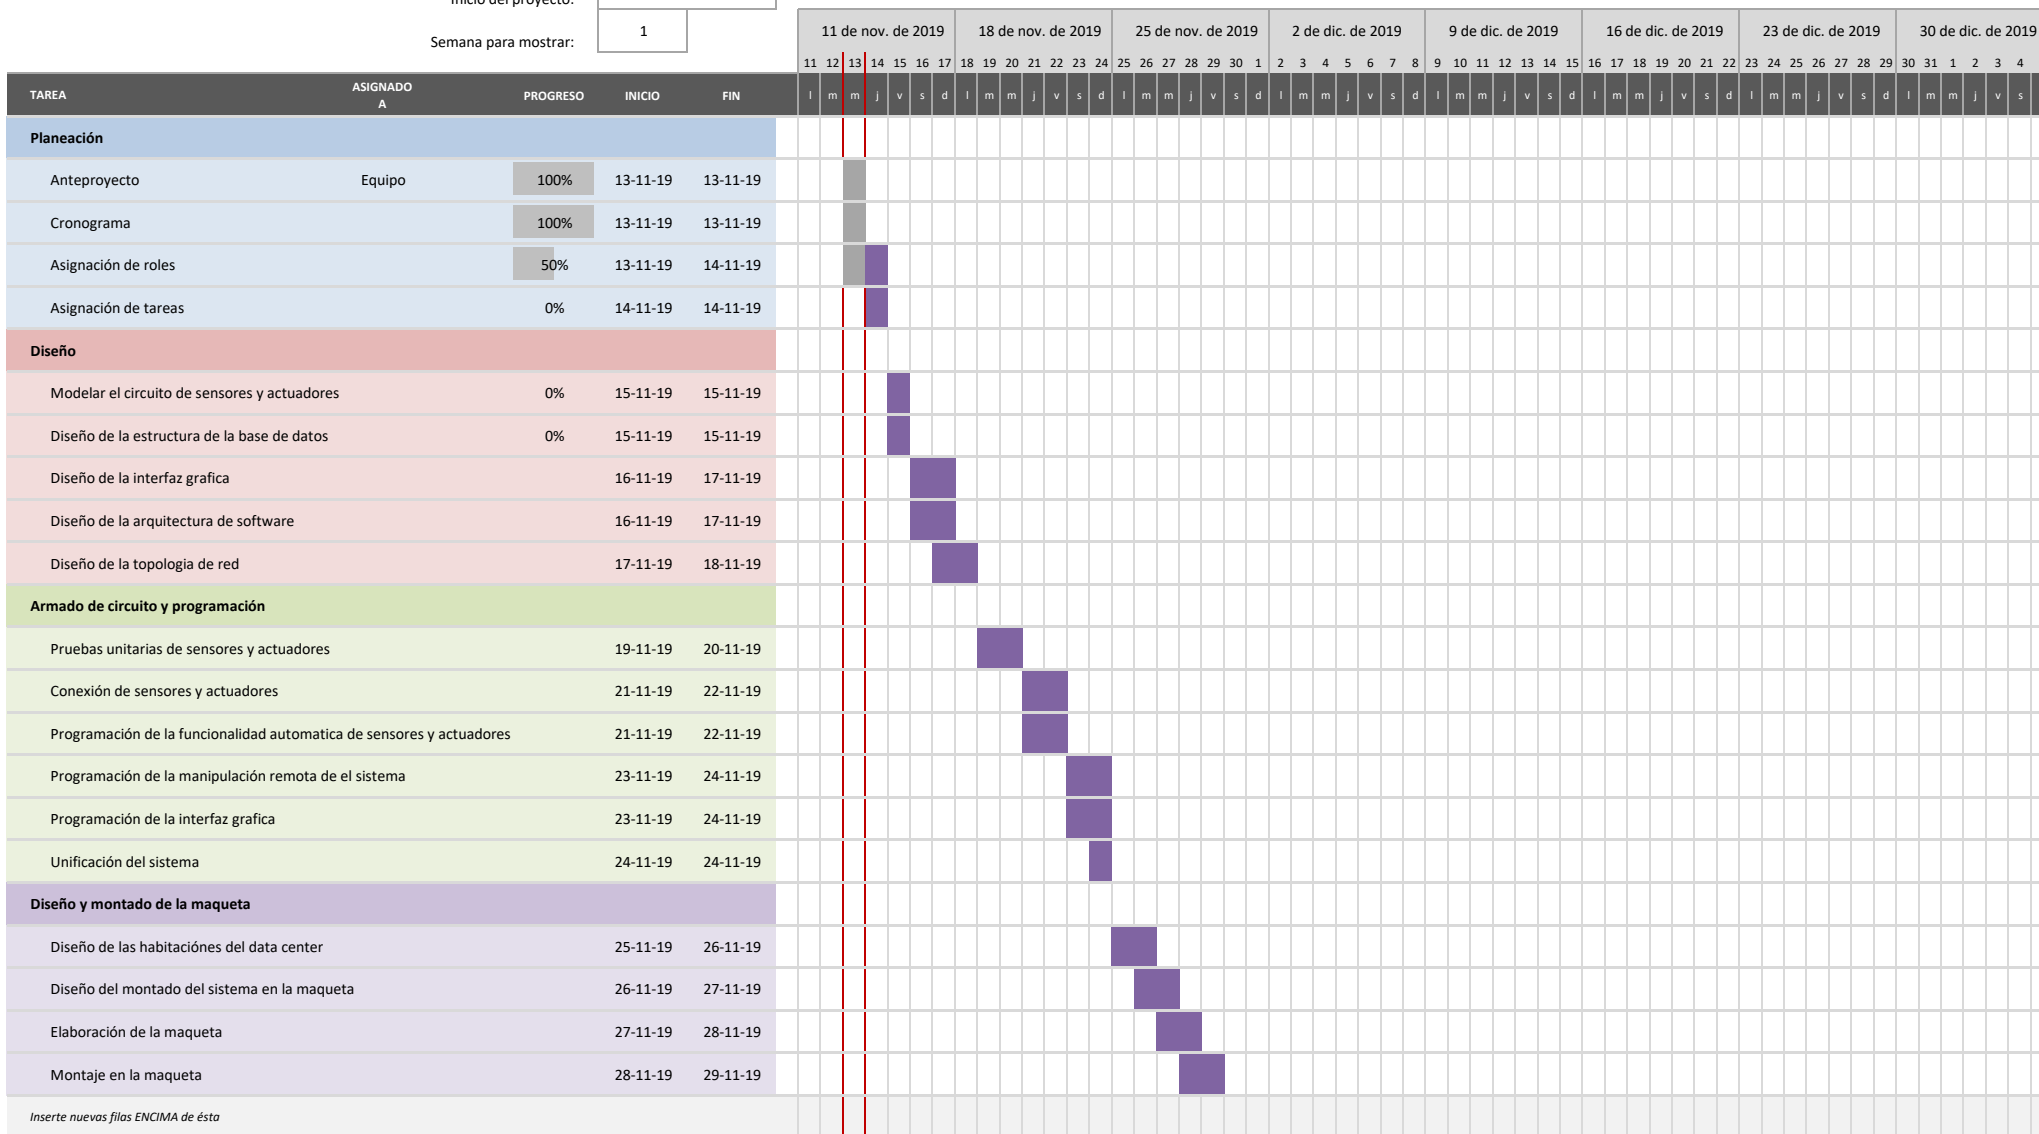 Inicio del proyecto:
Semana para mostrar: 1
11 de nov. de 2019 18 de nov. de 2019 25 de nov. de 2019 2 de dic. de 2019 9 de dic. de 2019 16 de dic. de 2019 23 de dic. de 2019 30 de dic. de 2019
11 12 13 14 15 16 17 18 19 20 21 22 23 24 25 26 27 28 29 30 1 2 3 4 5 6 7 8 9 10 11 12 13 14 15 16 17 18 19 20 21 22 23 24 25 26 27 28 29 30 31 1 2 3 4
TAREA ASIGNADO A PROGRESO INICIO FIN l m m j v s d l m m j v s d l m m j v s d l m m j v s d l m m j v s d l m m j v s d l m m j v s d l m m j v s
Planeación
Anteproyecto Equipo 100% 13-11-19 13-11-19
Cronograma 100% 13-11-19 13-11-19
Asignación de roles 50% 13-11-19 14-11-19
Asignación de tareas 0% 14-11-19 14-11-19
Diseño
Modelar el circuito de sensores y actuadores 0% 15-11-19 15-11-19
Diseño de la estructura de la base de datos 0% 15-11-19 15-11-19
Diseño de la interfaz grafica 16-11-19 17-11-19
Diseño de la arquitectura de software 16-11-19 17-11-19
Diseño de la topologia de red 17-11-19 18-11-19
Armado de circuito y programación
Pruebas unitarias de sensores y actuadores 19-11-19 20-11-19
Conexión de sensores y actuadores 21-11-19 22-11-19
Programación de la funcionalidad automatica de sensores y actuadores 21-11-19 22-11-19
Programación de la manipulación remota de el sistema 23-11-19 24-11-19
Programación de la interfaz grafica 23-11-19 24-11-19
Unificación del sistema 24-11-19 24-11-19
Diseño y montado de la maqueta
Diseño de las habitaciónes del data center 25-11-19 26-11-19
Diseño del montado del sistema en la maqueta 26-11-19 27-11-19
Elaboración de la maqueta 27-11-19 28-11-19
Montaje en la maqueta 28-11-19 29-11-19
Inserte nuevas filas ENCIMA de ésta